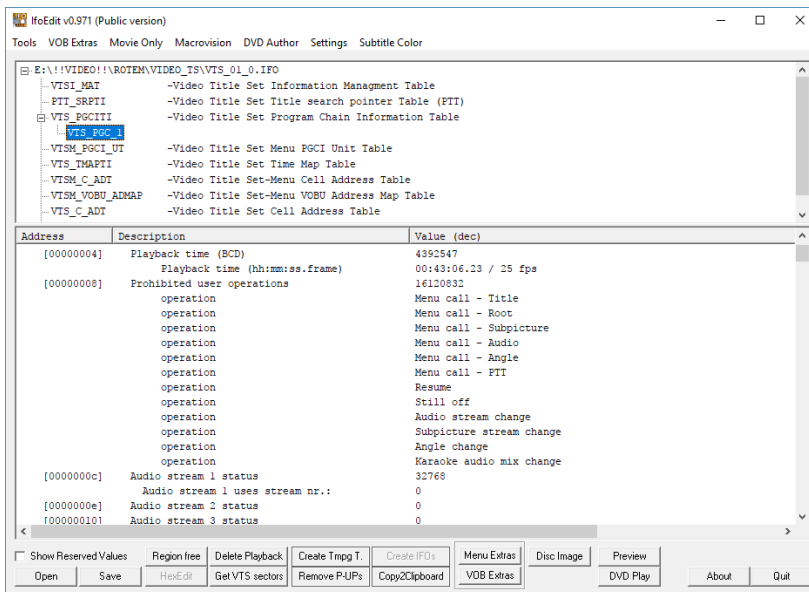 IfoEdit v0.971 (Public version)
Tools VOB Extras Movie Only Macrovision DVD Author Settings Subtitle Color
E:\!!VIDEO!!\ROTEM\VIDEO_TS\VTS_01_0.IFO
VTSI_MAT -Video Title Set Information Managment Table
PTT_SRPTI -Video Title Set Title search pointer Table (PTT)
VTS_PGCITI -Video Title Set Program Chain Information Table
VTS_PGC_1
VTSM_PGCI_UT -Video Title Set Menu PGCI Unit Table
VTS_TMAPTI -Video Title Set Time Map Table
VTSM_C_ADT -Video Title Set-Menu Cell Address Table
VTSM_VOBU_ADMAP -Video Title Set-Menu VOBU Address Map Table
VTS_C_ADT -Video Title Set Cell Address Table
Address Description Value (dec)
[00000004] Playback time (BCD) 4392547
Playback time (hh:mm:ss.frame) 00:43:06.23 / 25 fps
[00000008] Prohibited user operations 16120832
operation Menu call - Title
operation Menu call - Root
operation Menu call - Subpicture
operation Menu call - Audio
operation Menu call - Angle
operation Menu call - PTT
operation Resume
operation Still off
operation Audio stream change
operation Subpicture stream change
operation Angle change
operation Karaoke audio mix change
[0000000c] Audio stream 1 status 32768
Audio stream 1 uses stream nr.: 0
[0000000e] Audio stream 2 status 0
[00000010] Audio stream 3 status 0
Show Reserved Values Region free Delete Playback Create Tmpg T. Create IFOs Menu Extras Disc Image Preview
Open Save HexEdit Get VTS sectors Remove P-UPs Copy2Clipboard VOB Extras DVD Play About Quit